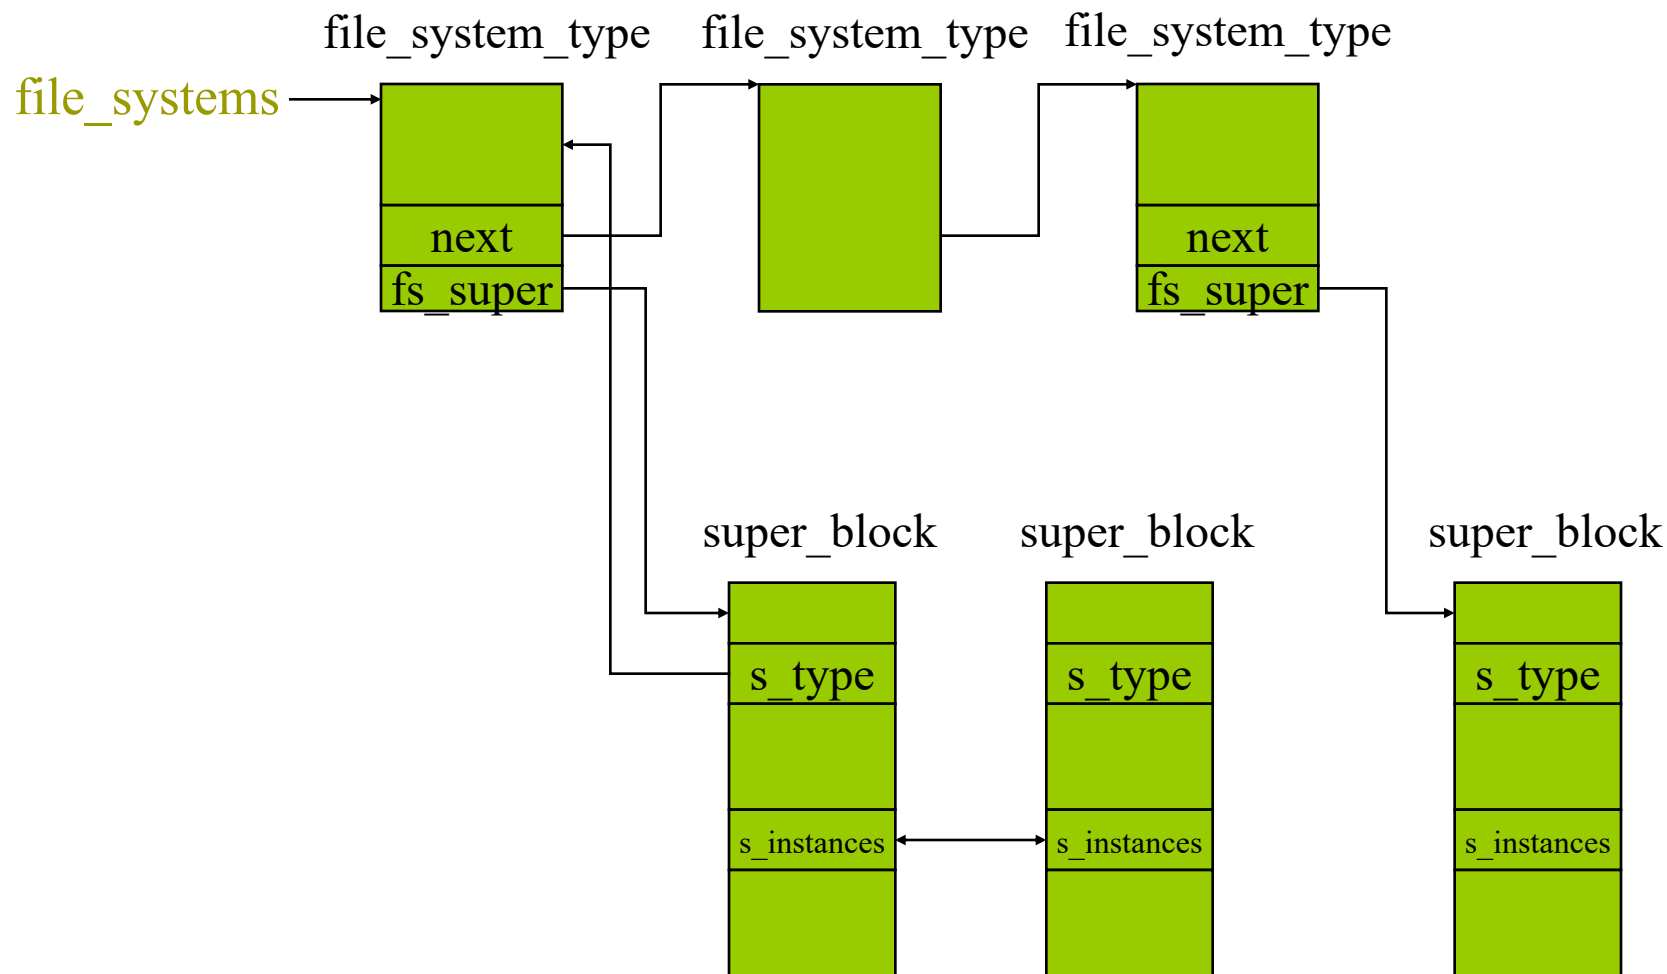 file_system_type file_system_type file_system_type
file_systems
next next
fs_super fs_super
super_block super_block super_block
s_type s_type s_type
s_instances s_instances s_instances